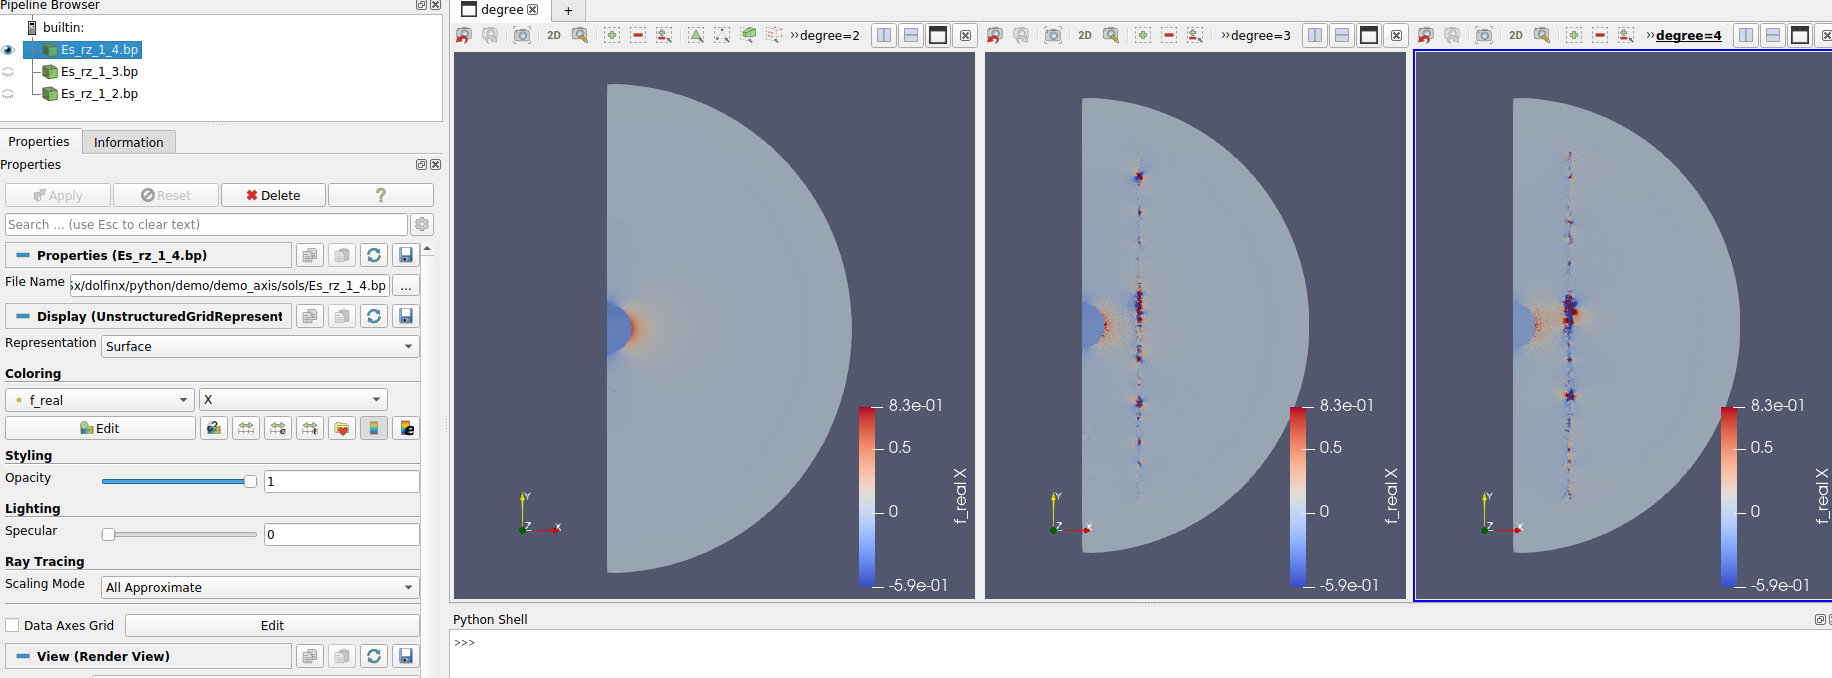 Pipeline Browser
builtin:
Es_rz_1_4.bp
Es_rz_1_3.bp
Es_rz_1_2.bp
Properties
Information
Properties
Apply
Reset
Delete
?
Search ... (use Esc to clear text)
Properties (Es_rz_1_4.bp)
File Name
x/dolfinx/python/demo/demo_axis/sols/Es_rz_1_4.bp
...
Display (UnstructuredGridRepresent
Representation
Surface
Coloring
f_real
X
Edit
Styling
Opacity
1
Lighting
Specular
0
Ray Tracing
Scaling Mode
All Approximate
Data Axes Grid
Edit
View (Render View)
degree
+
2D
»degree=2
2D
»degree=3
2D
»degree=4
8.3e-01
0.5
0
-5.9e-01
f_real X
Y
Z
X
8.3e-01
0.5
0
-5.9e-01
f_real X
Y
Z
X
8.3e-01
0.5
0
-5.9e-01
f_real X
Y
Z
X
Python Shell
>>>